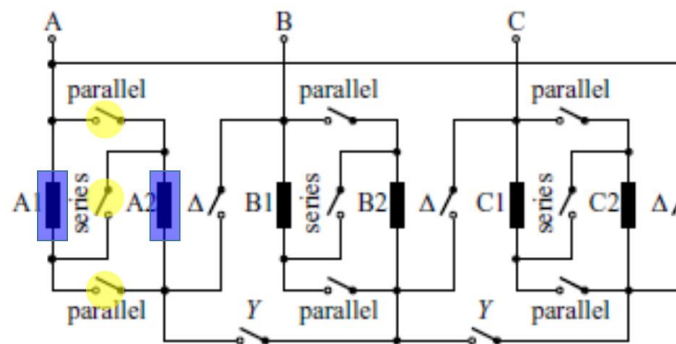 A B C
parallel parallel parallel
A1 series A2 Δ B1 series B2 Δ C1 series C2 Δ
parallel parallel parallel
Y Y